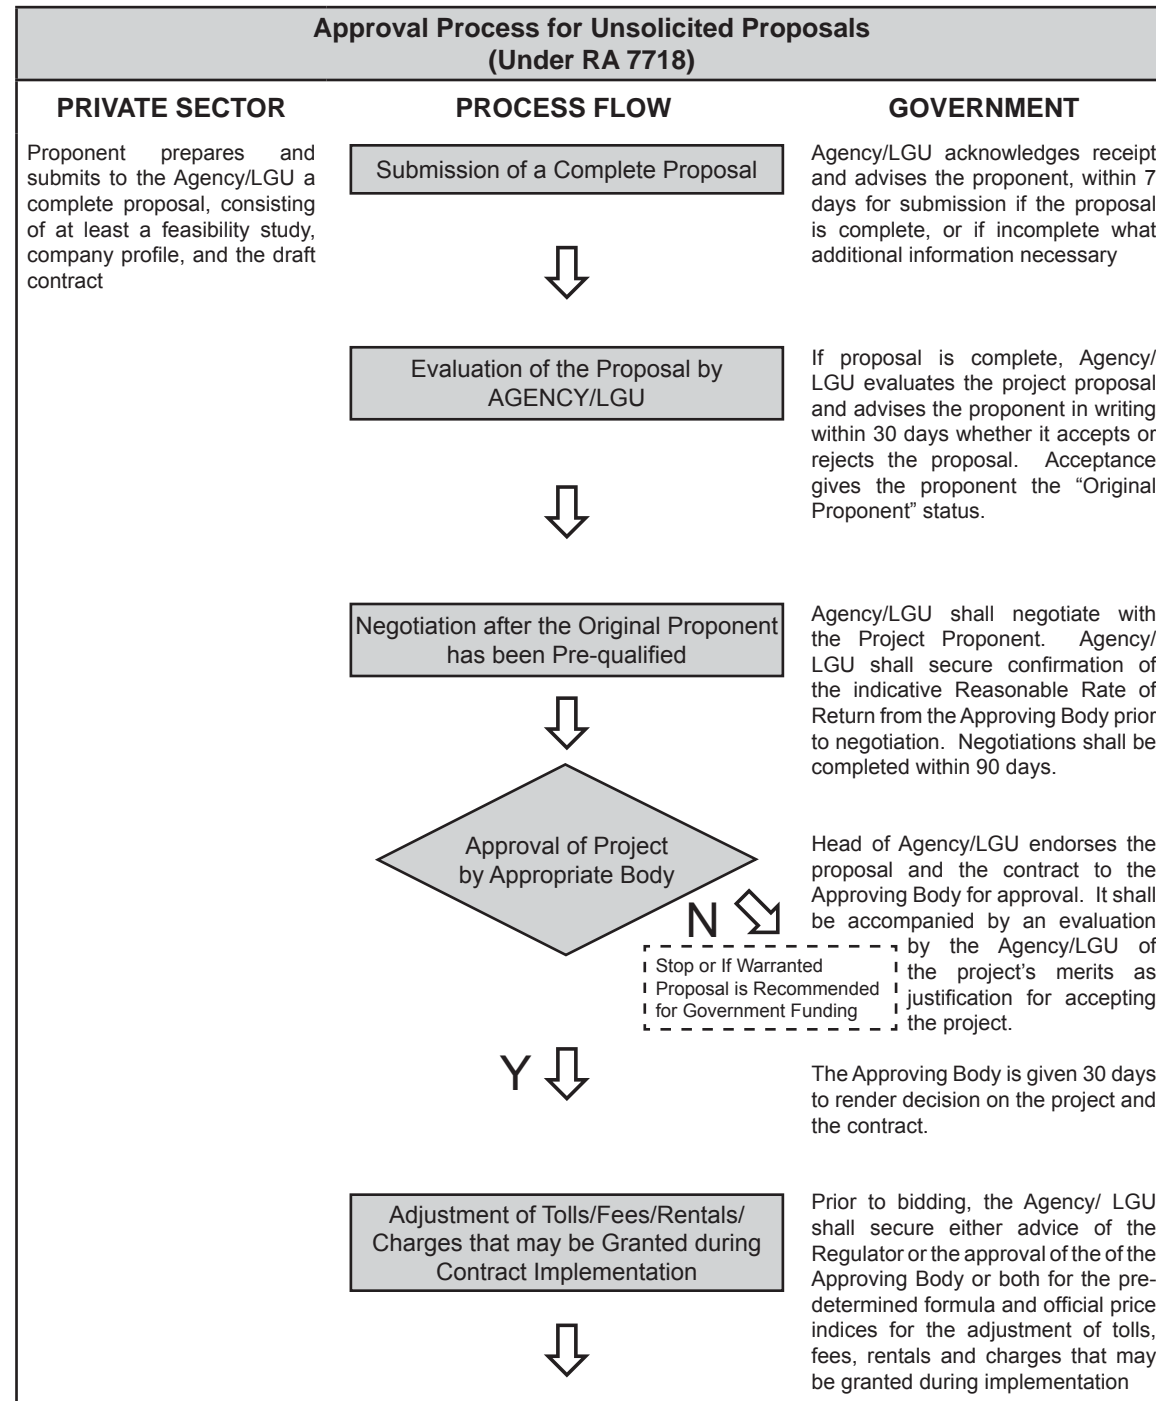 Approval Process for Unsolicited Proposals
(Under RA 7718)
PRIVATE SECTOR
PROCESS FLOW
GOVERNMENT
Proponent prepares and
submits to the Agency/LGU a
complete proposal, consisting
of at least a feasibility study,
company profile, and the draft
contract
Submission of a Complete Proposal
Agency/LGU acknowledges receipt
and advises the proponent, within 7
days for submission if the proposal
is complete, or if incomplete what
additional information necessary
Evaluation of the Proposal by
AGENCY/LGU
If proposal is complete, Agency/
LGU evaluates the project proposal
and advises the proponent in writing
within 30 days whether it accepts or
rejects the proposal. Acceptance
gives the proponent the “Original
Proponent” status.
Negotiation after the Original Proponent
has been Pre-qualified
Agency/LGU shall negotiate with
the Project Proponent. Agency/
LGU shall secure confirmation of
the indicative Reasonable Rate of
Return from the Approving Body prior
to negotiation. Negotiations shall be
completed within 90 days.
Approval of Project
by Appropriate Body
N
Stop or If Warranted
Proposal is Recommended
for Government Funding
Y
Head of Agency/LGU endorses the
proposal and the contract to the
Approving Body for approval. It shall
be accompanied by an evaluation
by the Agency/LGU of
the project’s merits as
justification for accepting
the project.
The Approving Body is given 30 days
to render decision on the project and
the contract.
Adjustment of Tolls/Fees/Rentals/
Charges that may be Granted during
Contract Implementation
Prior to bidding, the Agency/ LGU
shall secure either advice of the
Regulator or the approval of the of the
Approving Body or both for the pre-
determined formula and official price
indices for the adjustment of tolls,
fees, rentals and charges that may
be granted during implementation